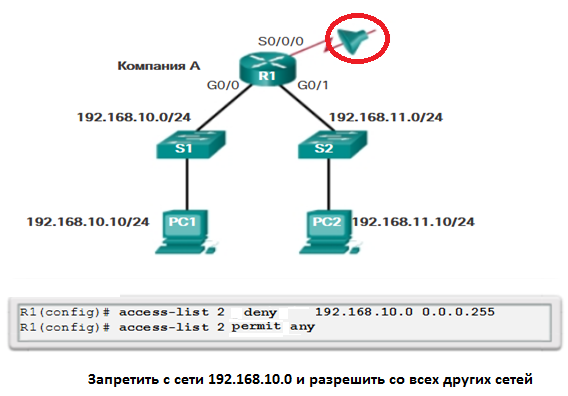 S0/0/0
Компания А
R1
G0/0
G0/1
192.168.10.0/24
192.168.11.0/24
S1
S2
192.168.10.10/24
PC1
PC2
192.168.11.10/24
R1(config)# access-list 2 deny 192.168.10.0 0.0.0.255
R1(config)# access-list 2 permit any
Запретить с сети 192.168.10.0 и разрешить со всех других сетей